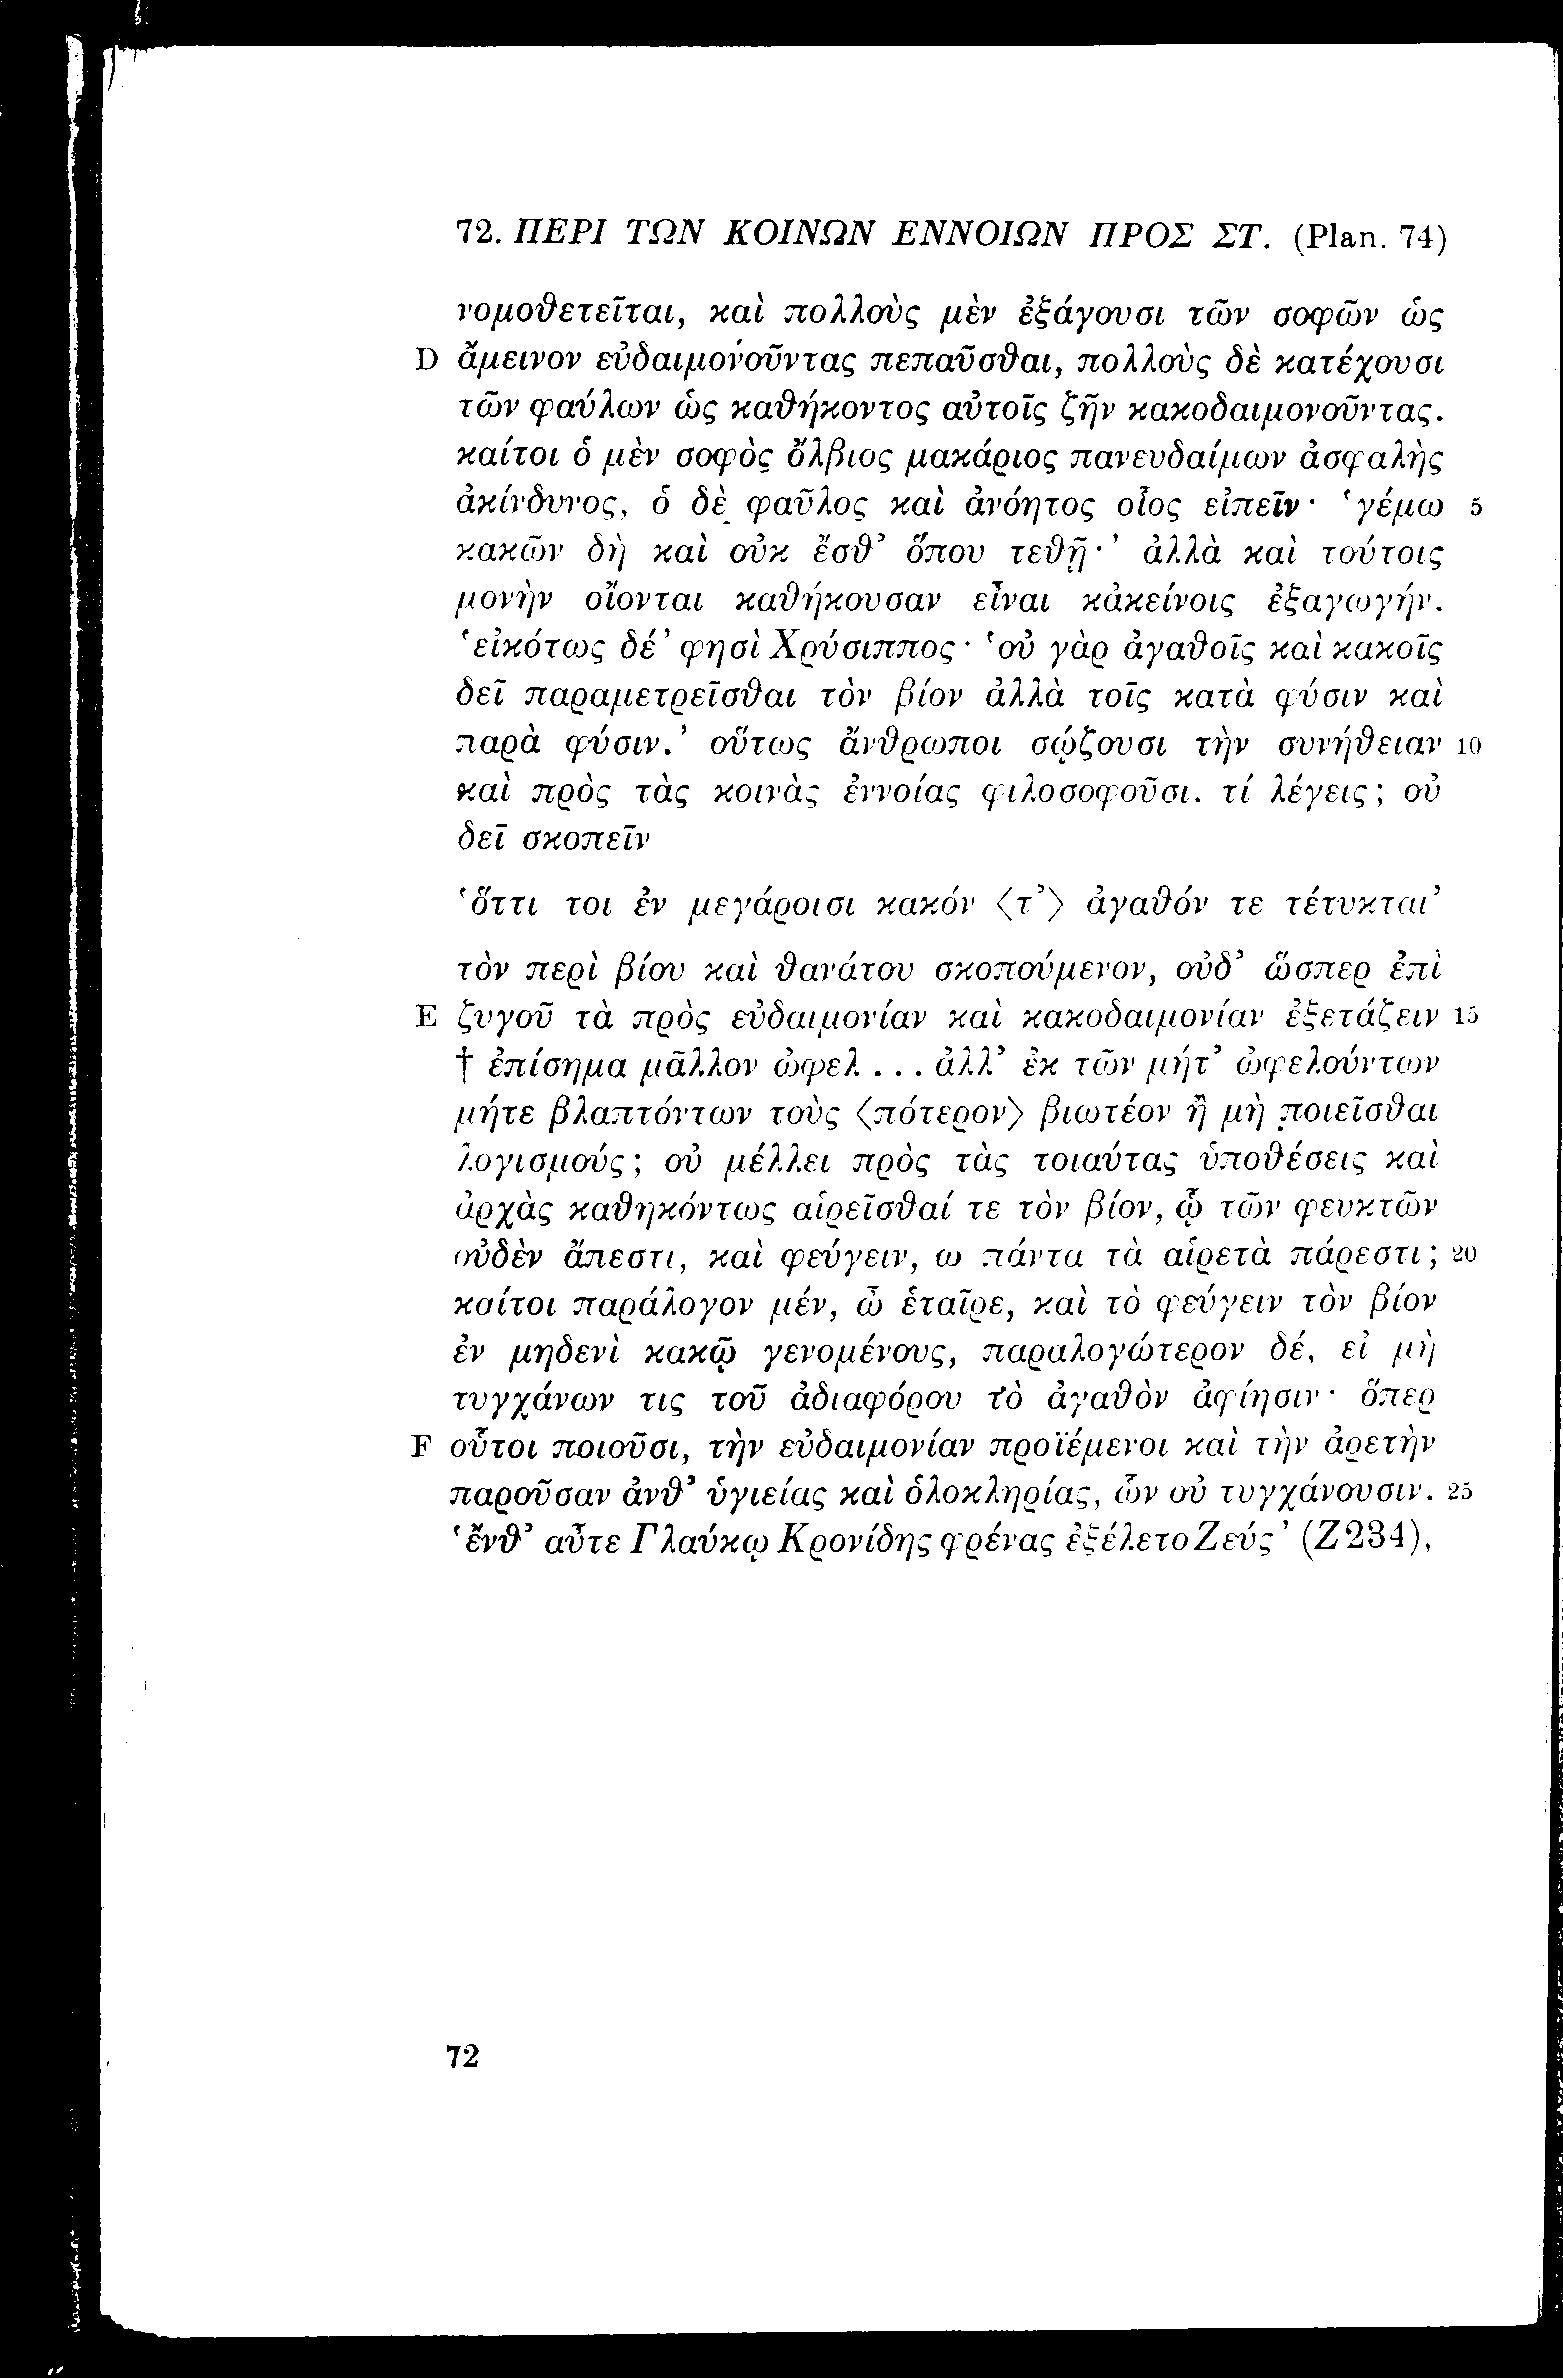 72. ΠΕΡΙ ΤΩΝ ΚΟΙΝΩΝ ΕΝΝΟΙΩΝ ΠΡΟΣ ΣΤ. (Plan. 74)
νομοθετεῖται, καὶ πολλοὺς μὲν ἐξάγουσι τῶν σοφῶν ὡς
D ἄμεινον εὐδαιμονοῦντας πεπαῦσθαι, πολλοὺς δὲ κατέχουσι
τῶν φαύλων ὡς καθήκοντος αὐτοῖς ζῆν κακοδαιμονοῦντας.
καίτοι ὁ μὲν σοφὸς ὄλβιος μακάριος πανευδαίμων ἀσφαλὴς
ἀκίνδυνος, ὁ δὲ φαῦλος καὶ ἀνόητος οἷος εἰπεῖν· ‘γέμω 5
κακῶν δὴ καὶ οὐκ ἔσθ’ ὅπου τεθῇ·’ ἀλλὰ καὶ τούτοις
μονὴν οἴονται καθήκουσαν εἶναι κἀκείνοις ἐξαγωγήν.
‘εἰκότως δέ’ φησὶ Χρύσιππος· ‘οὐ γὰρ ἀγαθοῖς καὶ κακοῖς
δεῖ παραμετρεῖσθαι τὸν βίον ἀλλὰ τοῖς κατὰ φύσιν καὶ
παρὰ φύσιν.’ οὕτως ἄνθρωποι σῴζουσι τὴν συνήθειαν 10
καὶ πρὸς τὰς κοινὰς ἐννοίας φιλοσοφοῦσι. τί λέγεις; οὐ
δεῖ σκοπεῖν
‘ὅττι τοι ἐν μεγάροισι κακόν ⟨τ’⟩ ἀγαθόν τε τέτυκται’
τὸν περὶ βίου καὶ θανάτου σκοπούμενον, οὐδ’ ὥσπερ ἐπὶ
E ζυγοῦ τὰ πρὸς εὐδαιμονίαν καὶ κακοδαιμονίαν ἐξετάζειν 15
† ἐπίσημα μᾶλλον ὠφελ ... ἀλλ’ ἐκ τῶν μήτ’ ὠφελούντων
μήτε βλαπτόντων τοὺς ⟨πότερον⟩ βιωτέον ἢ μὴ ποιεῖσθαι
λογισμούς; οὐ μέλλει πρὸς τὰς τοιαύτας ὑποθέσεις καὶ
ἀρχὰς καθηκόντως αἱρεῖσθαί τε τὸν βίον, ᾧ τῶν φευκτῶν
οὐδὲν ἄπεστι, καὶ φεύγειν, ω πάντα τὰ αἱρετὰ πάρεστι; 20
καίτοι παράλογον μέν, ὦ ἑταῖρε, καὶ τὸ φεύγειν τὸν βίον
ἐν μηδενὶ κακῷ γενομένους, παραλογώτερον δέ, εἰ μὴ
τυγχάνων τις τοῦ ἀδιαφόρου τὸ ἀγαθὸν ἀφίησιν· ὅπερ
F οὗτοι ποιοῦσι, τὴν εὐδαιμονίαν προϊέμενοι καὶ τὴν ἀρετὴν
παροῦσαν ἀνθ’ ὑγιείας καὶ ὁλοκληρίας, ὧν οὐ τυγχάνουσιν. 25
‘ἔνθ’ αὖτε Γλαύκῳ Κρονίδης φρένας ἐξέλετο Ζεύς’ (Ζ 234),
72